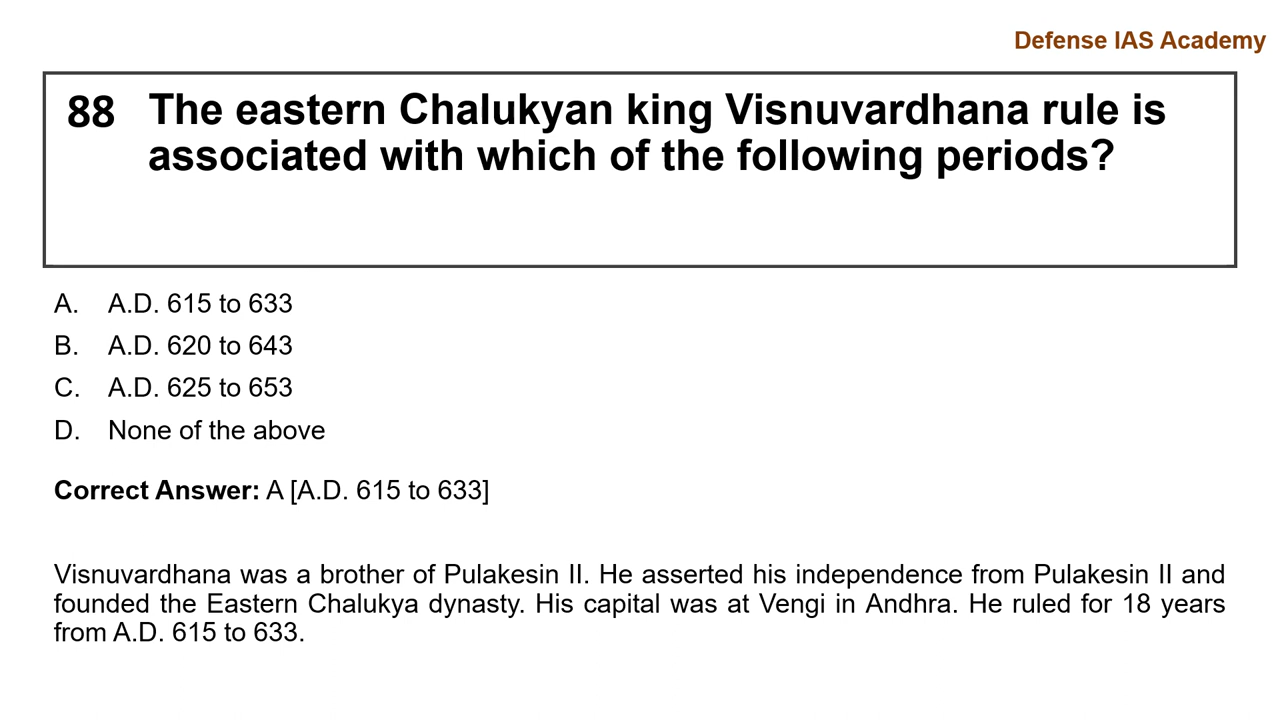 Defense IAS Academy
88 The eastern Chalukyan king Visnuvardhana rule is
associated with which of the following periods?
A. A.D. 615 to 633
B. A.D. 620 to 643
C. A.D. 625 to 653
D. None of the above
Correct Answer: A [A.D. 615 to 633]
Visnuvardhana was a brother of Pulakesin II. He asserted his independence from Pulakesin II and
founded the Eastern Chalukya dynasty. His capital was at Vengi in Andhra. He ruled for 18 years
from A.D. 615 to 633.